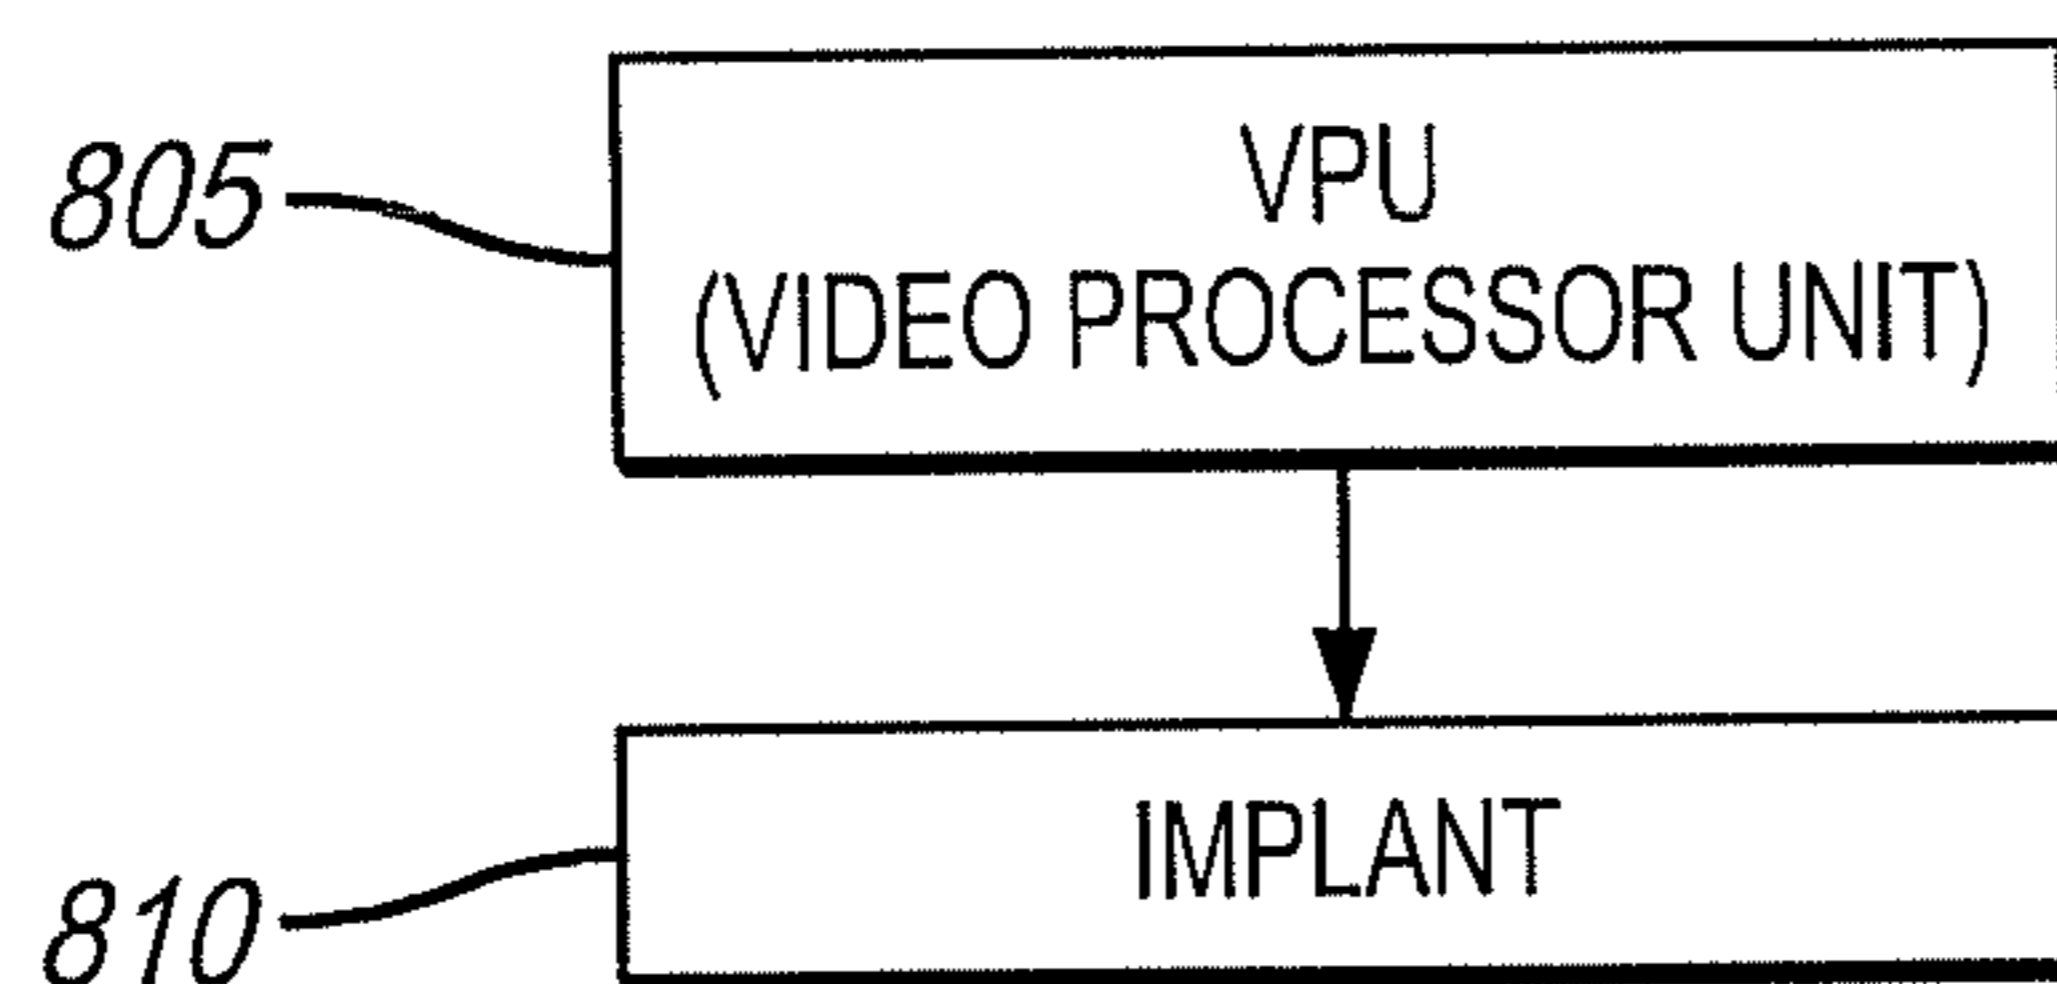 805
VPU
(VIDEO PROCESSOR UNIT)
IMPLANT
810